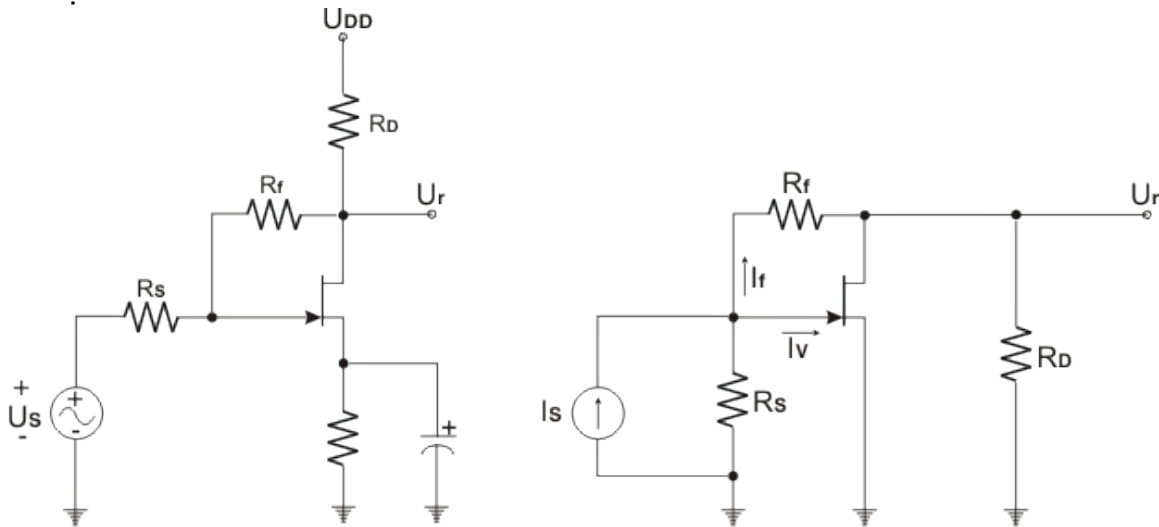 UDD
RD
Rf
Ur
Rs
+
Us
-
+
-
+
Rf
Ur
If
Iv
Is
Rs
RD